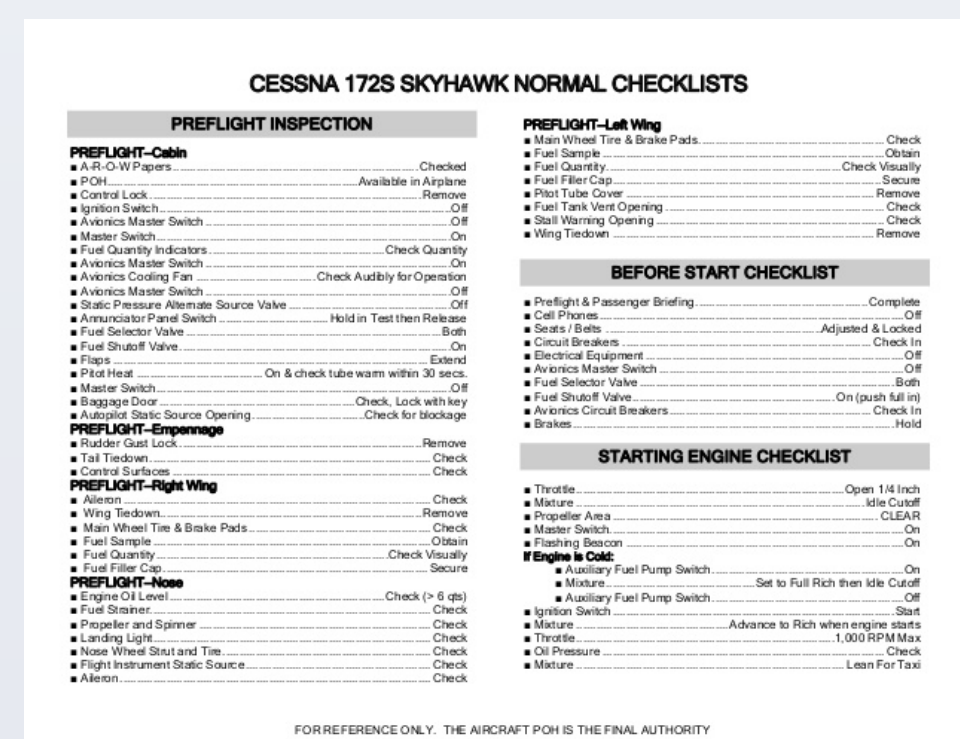 CESSNA 172S SKYHAWK NORMAL CHECKLISTS
PREFLIGHT INSPECTION
PREFLIGHT–Cabin
■ A-R-O-W Papers Checked
■ POH Available in Airplane
■ Control Lock Remove
■ Ignition Switch Off
■ Avionics Master Switch Off
■ Master Switch On
■ Fuel Quantity Indicators Check Quantity
■ Avionics Master Switch On
■ Avionics Cooling Fan Check Audibly for Operation
■ Avionics Master Switch Off
■ Static Pressure Alternate Source Valve Off
■ Annunciator Panel Switch Hold in Test then Release
■ Fuel Selector Valve Both
■ Fuel Shutoff Valve On
■ Flaps Extend
■ Pitot Heat On & check tube warm within 30 secs.
■ Master Switch Off
■ Baggage Door Check, Lock with key
■ Autopilot Static Source Opening Check for blockage
PREFLIGHT–Empennage
■ Rudder Gust Lock Remove
■ Tail Tiedown Check
■ Control Surfaces Check
PREFLIGHT–Right Wing
■ Aileron Check
■ Wing Tiedown Remove
■ Main Wheel Tire & Brake Pads Check
■ Fuel Sample Obtain
■ Fuel Quantity Check Visually
■ Fuel Filler Cap Secure
PREFLIGHT–Nose
■ Engine Oil Level Check (> 6 qts)
■ Fuel Strainer Check
■ Propeller and Spinner Check
■ Landing Light Check
■ Nose Wheel Strut and Tire Check
■ Flight Instrument Static Source Check
■ Aileron Check
PREFLIGHT–Left Wing
■ Main Wheel Tire & Brake Pads Check
■ Fuel Sample Obtain
■ Fuel Quantity Check Visually
■ Fuel Filler Cap Secure
■ Pitot Tube Cover Remove
■ Fuel Tank Vent Opening Check
■ Stall Warning Opening Check
■ Wing Tiedown Remove
BEFORE START CHECKLIST
■ Preflight & Passenger Briefing Complete
■ Cell Phones Off
■ Seats / Belts Adjusted & Locked
■ Circuit Breakers Check In
■ Electrical Equipment Off
■ Avionics Master Switch Off
■ Fuel Selector Valve Both
■ Fuel Shutoff Valve On (push full in)
■ Avionics Circuit Breakers Check In
■ Brakes Hold
STARTING ENGINE CHECKLIST
■ Throttle Open 1/4 Inch
■ Mixture Idle Cutoff
■ Propeller Area CLEAR
■ Master Switch On
■ Flashing Beacon On
If Engine is Cold:
■ Auxiliary Fuel Pump Switch On
■ Mixture Set to Full Rich then Idle Cutoff
■ Auxiliary Fuel Pump Switch Off
■ Ignition Switch Start
■ Mixture Advance to Rich when engine starts
■ Throttle 1,000 RPM Max
■ Oil Pressure Check
■ Mixture Lean For Taxi
FOR REFERENCE ONLY. THE AIRCRAFT POH IS THE FINAL AUTHORITY